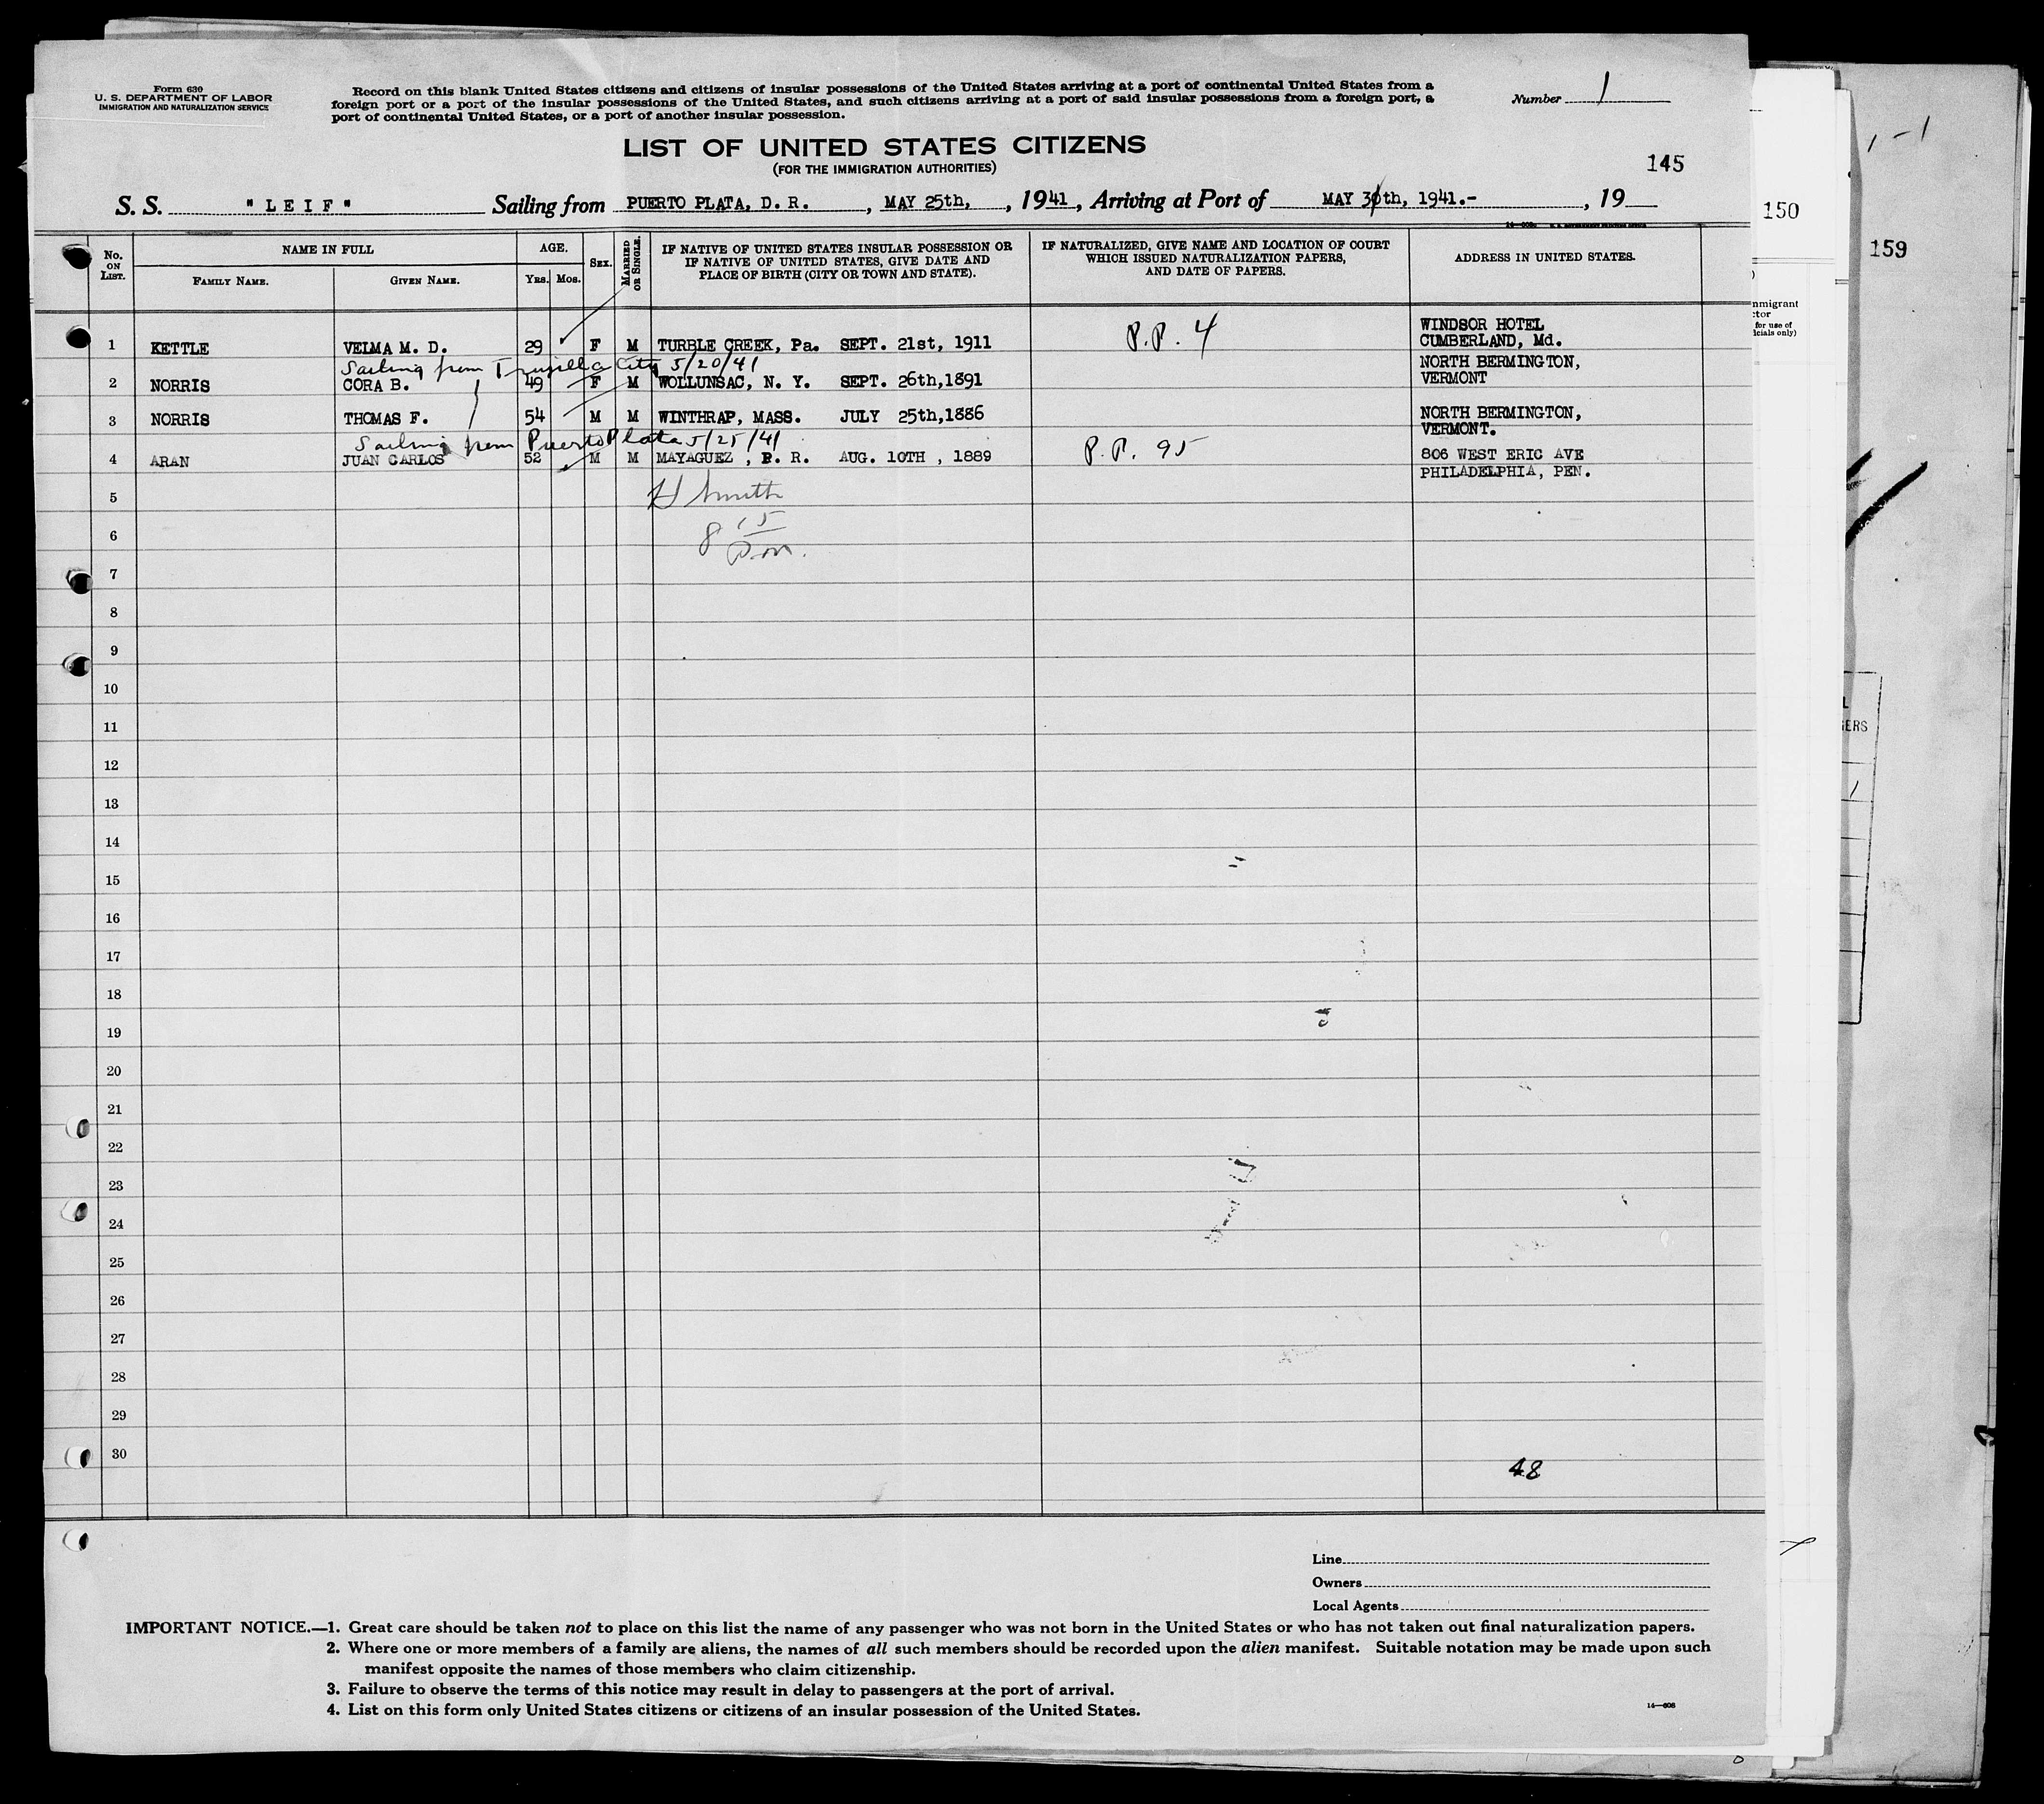 Form 630
U. S. DEPARTMENT OF LABOR
IMMIGRATION AND NATURALIZATION SERVICE
Record on this blank United States citizens and citizens of insular possessions of the United States arriving at a port of continental United States from a
foreign port or a port of the insular possessions of the United States, and such citizens arriving at a port of said insular possessions from a foreign port, a
port of continental United States, or a port of another insular possession.
Number 1
1-1
LIST OF UNITED STATES CITIZENS
(FOR THE IMMIGRATION AUTHORITIES)
145
150
159
S. S. "LEIF" Sailing from PUERTO PLATA, D. R., MAY 25th, , 1941, Arriving at Port of MAY 30th, 1941.- , 19
No. ON LIST.
NAME IN FULL
FAMILY NAME.
GIVEN NAME.
AGE.
YRS. MOS.
SEX.
MARRIED OR SINGLE.
IF NATIVE OF UNITED STATES INSULAR POSSESSION OR
IF NATIVE OF UNITED STATES, GIVE DATE AND
PLACE OF BIRTH (CITY OR TOWN AND STATE).
IF NATURALIZED, GIVE NAME AND LOCATION OF COURT
WHICH ISSUED NATURALIZATION PAPERS,
AND DATE OF PAPERS.
ADDRESS IN UNITED STATES.
WINDSOR HOTEL
1 KETTLE VELMA M. D. 29 F M TURBLE CREEK, Pa. SEPT. 21st, 1911 P.P. 4 CUMBERLAND, Md.
Sailing from Trujillo City 5/20/41
NORTH BERMINGTON,
2 NORRIS CORA B. 49 F M WOLLUNSAC, N. Y. SEPT. 26th,1891 VERMONT
3 NORRIS THOMAS F. 54 M M WINTHRAP, MASS. JULY 25th,1886 NORTH BERMINGTON,
VERMONT.
Sailing from Puerto Plata 5/25/41
4 ARAN JUAN CARLOS 52 M M MAYAGUEZ , P. R. AUG. 10TH , 1889 P.P. 95 806 WEST ERIC AVE
PHILADELPHIA, PEN.
5 H Smith
6 8 15 p.m.
7
8
9
10
11
12
13
14
15
16
17
18
19
20
21
22
23
24
25
26
27
28
29
30
48
Line
Owners
Local Agents
IMPORTANT NOTICE.—1. Great care should be taken not to place on this list the name of any passenger who was not born in the United States or who has not taken out final naturalization papers.
2. Where one or more members of a family are aliens, the names of all such members should be recorded upon the alien manifest. Suitable notation may be made upon such
manifest opposite the names of those members who claim citizenship.
3. Failure to observe the terms of this notice may result in delay to passengers at the port of arrival.
4. List on this form only United States citizens or citizens of an insular possession of the United States.
14—608